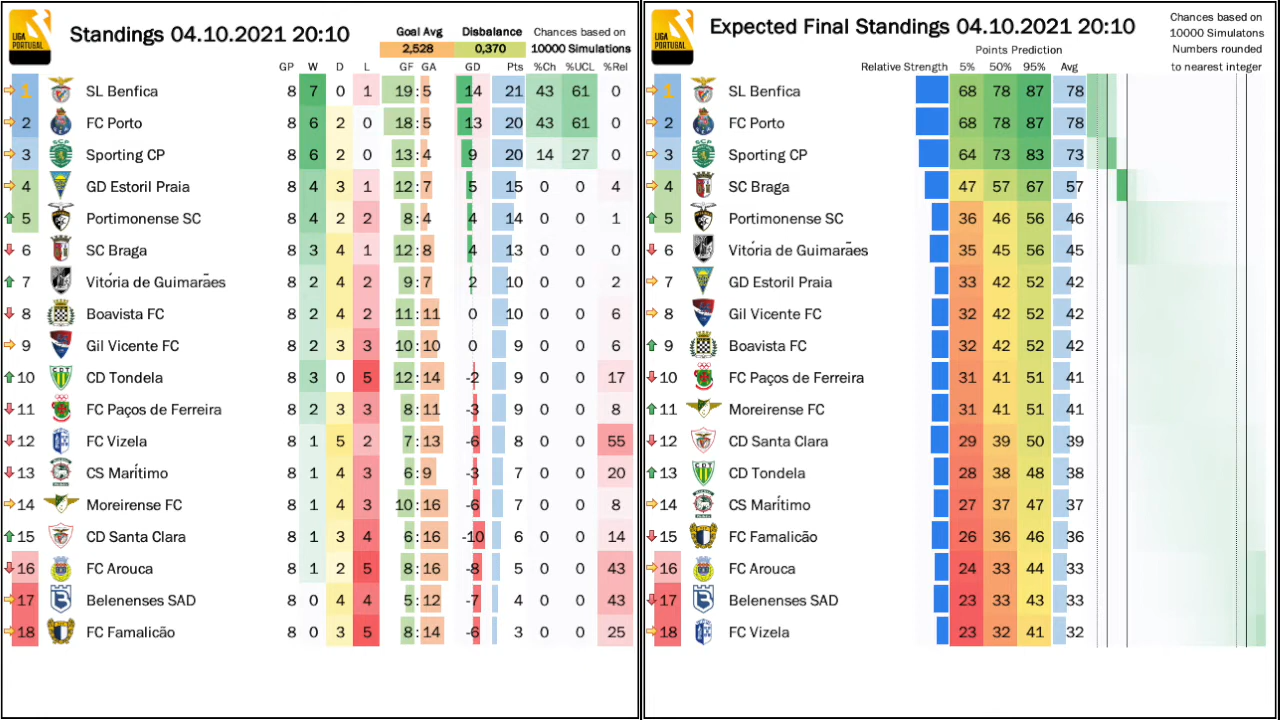 LIGA PORTUGAL
Standings 04.10.2021 20:10
Goal Avg Disbalance Chances based on
2,528 0,370 10000 Simulations
GP W D L GF GA GD Pts %Ch %UCL %Rel
1 SL Benfica 8 7 0 1 19:5 14 21 43 61 0
2 FC Porto 8 6 2 0 18:5 13 20 43 61 0
3 Sporting CP 8 6 2 0 13:4 9 20 14 27 0
4 GD Estoril Praia 8 4 3 1 12:7 5 15 0 0 4
5 Portimonense SC 8 4 2 2 8:4 4 14 0 0 1
6 SC Braga 8 3 4 1 12:8 4 13 0 0 0
7 Vitória de Guimarães 8 2 4 2 9:7 2 10 0 0 2
8 Boavista FC 8 2 4 2 11:11 0 10 0 0 6
9 Gil Vicente FC 8 2 3 3 10:10 0 9 0 0 6
10 CD Tondela 8 3 0 5 12:14 -2 9 0 0 17
11 FC Paços de Ferreira 8 2 3 3 8:11 -3 9 0 0 8
12 FC Vizela 8 1 5 2 7:13 -6 8 0 0 55
13 CS Marítimo 8 1 4 3 6:9 -3 7 0 0 20
14 Moreirense FC 8 1 4 3 10:16 -6 7 0 0 8
15 CD Santa Clara 8 1 3 4 6:16 -10 6 0 0 14
16 FC Arouca 8 1 2 5 8:16 -8 5 0 0 43
17 Belenenses SAD 8 0 4 4 5:12 -7 4 0 0 43
18 FC Famalicão 8 0 3 5 8:14 -6 3 0 0 25
LIGA PORTUGAL
Expected Final Standings 04.10.2021 20:10
Chances based on
10000 Simulatons
Numbers rounded
to nearest integer
Points Prediction
Relative Strength 5% 50% 95% Avg
1 SL Benfica 68 78 87 78
2 FC Porto 68 78 87 78
3 Sporting CP 64 73 83 73
4 SC Braga 47 57 67 57
5 Portimonense SC 36 46 56 46
6 Vitória de Guimarães 35 45 56 45
7 GD Estoril Praia 33 42 52 42
8 Gil Vicente FC 32 42 52 42
9 Boavista FC 32 42 52 42
10 FC Paços de Ferreira 31 41 51 41
11 Moreirense FC 31 41 51 41
12 CD Santa Clara 29 39 50 39
13 CD Tondela 28 38 48 38
14 CS Marítimo 27 37 47 37
15 FC Famalicão 26 36 46 36
16 FC Arouca 24 33 44 33
17 Belenenses SAD 23 33 43 33
18 FC Vizela 23 32 41 32